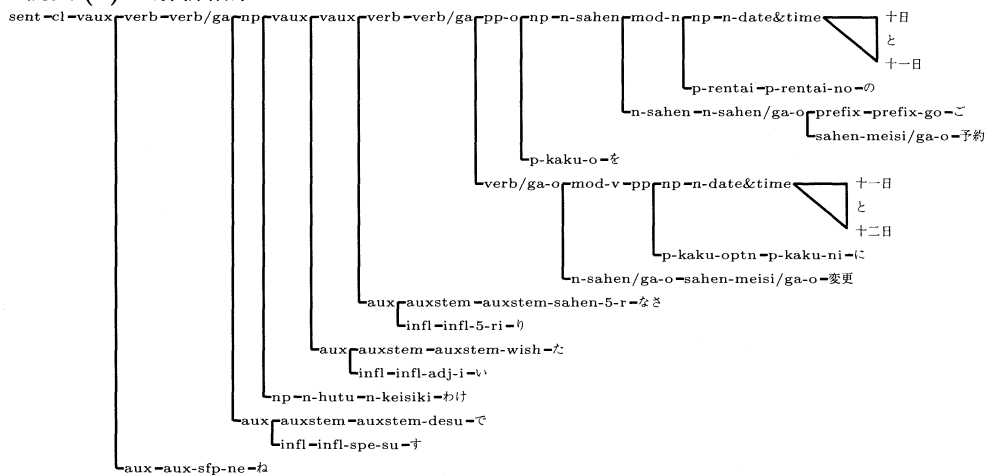 sent-cl-vaux-verb-verb/ga-np-vaux-vaux-verb-verb/ga-pp-o-np-n-sahen-mod-n-np-n-date&time 十日
と
十一日
p-rentai-p-rentai-no-の
n-sahen-n-sahen/ga-o-prefix-prefix-go-ご
sahen-meisi/ga-o-予約
p-kaku-o-を
verb/ga-o-mod-v-pp-np-n-date&time 十一日
と
十二日
p-kaku-optn-p-kaku-ni-に
n-sahen/ga-o-sahen-meisi/ga-o-変更
aux-auxstem-auxstem-sahen-5-r-なさ
infl-infl-5-ri-り
aux-auxstem-auxstem-wish-た
infl-infl-adj-i-い
np-n-hutu-n-keisiki-わけ
aux-auxstem-auxstem-desu-で
infl-infl-spe-su-す
aux-aux-sfp-ne-ね